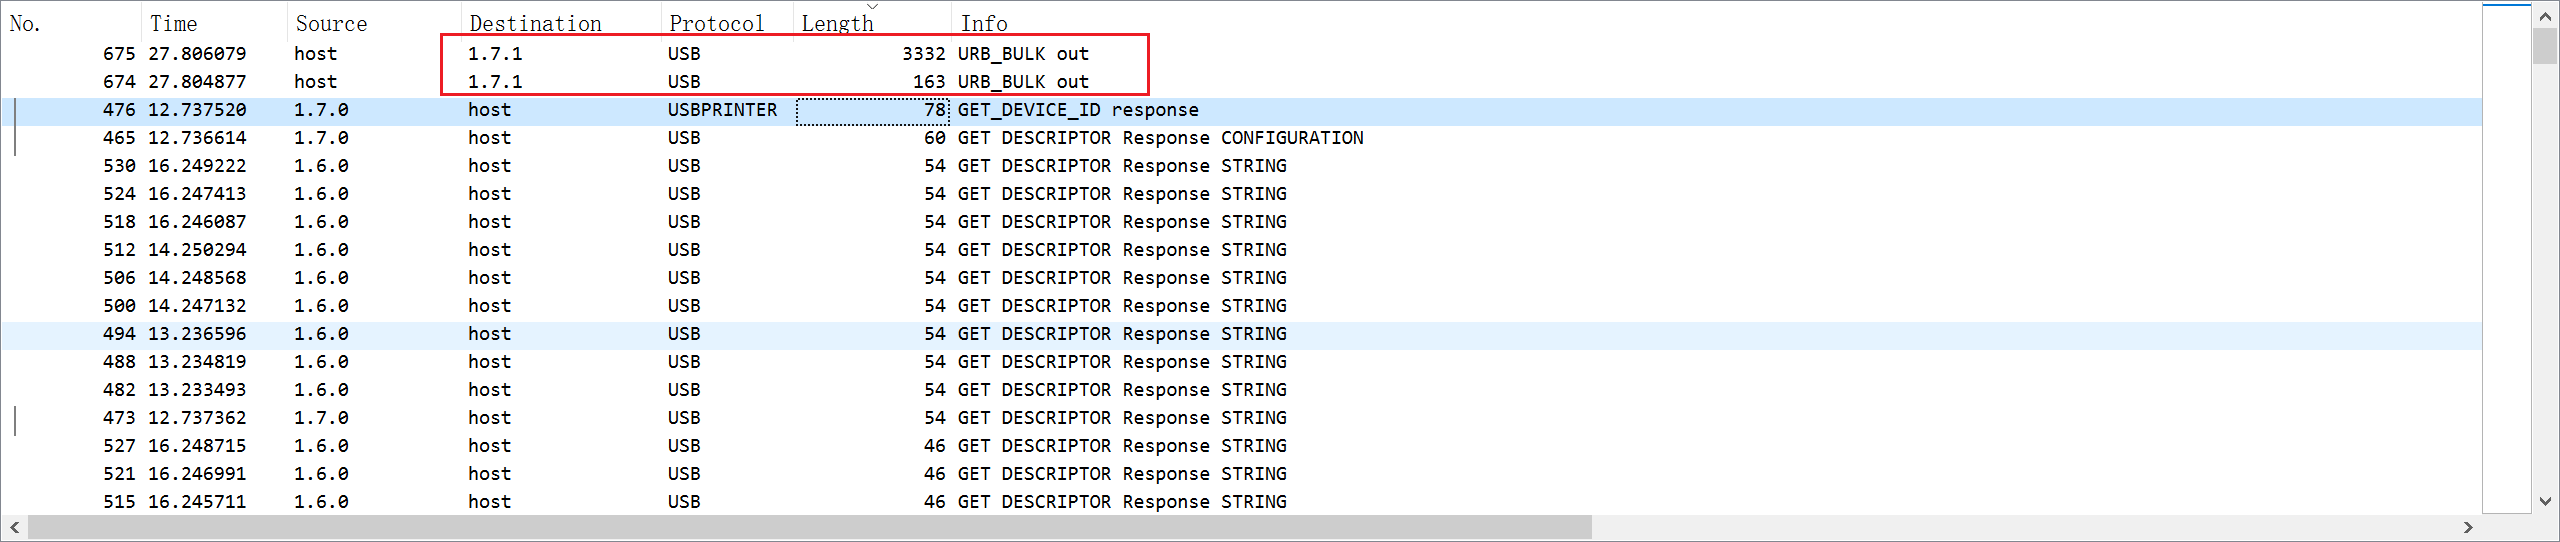 No. Time Source Destination Protocol Length Info
675 27.806079 host 1.7.1 USB 3332 URB_BULK out
674 27.804877 host 1.7.1 USB 163 URB_BULK out
476 12.737520 1.7.0 host USBPRINTER 78 GET_DEVICE_ID response
465 12.736614 1.7.0 host USB 60 GET DESCRIPTOR Response CONFIGURATION
530 16.249222 1.6.0 host USB 54 GET DESCRIPTOR Response STRING
524 16.247413 1.6.0 host USB 54 GET DESCRIPTOR Response STRING
518 16.246087 1.6.0 host USB 54 GET DESCRIPTOR Response STRING
512 14.250294 1.6.0 host USB 54 GET DESCRIPTOR Response STRING
506 14.248568 1.6.0 host USB 54 GET DESCRIPTOR Response STRING
500 14.247132 1.6.0 host USB 54 GET DESCRIPTOR Response STRING
494 13.236596 1.6.0 host USB 54 GET DESCRIPTOR Response STRING
488 13.234819 1.6.0 host USB 54 GET DESCRIPTOR Response STRING
482 13.233493 1.6.0 host USB 54 GET DESCRIPTOR Response STRING
473 12.737362 1.7.0 host USB 54 GET DESCRIPTOR Response STRING
527 16.248715 1.6.0 host USB 46 GET DESCRIPTOR Response STRING
521 16.246991 1.6.0 host USB 46 GET DESCRIPTOR Response STRING
515 16.245711 1.6.0 host USB 46 GET DESCRIPTOR Response STRING